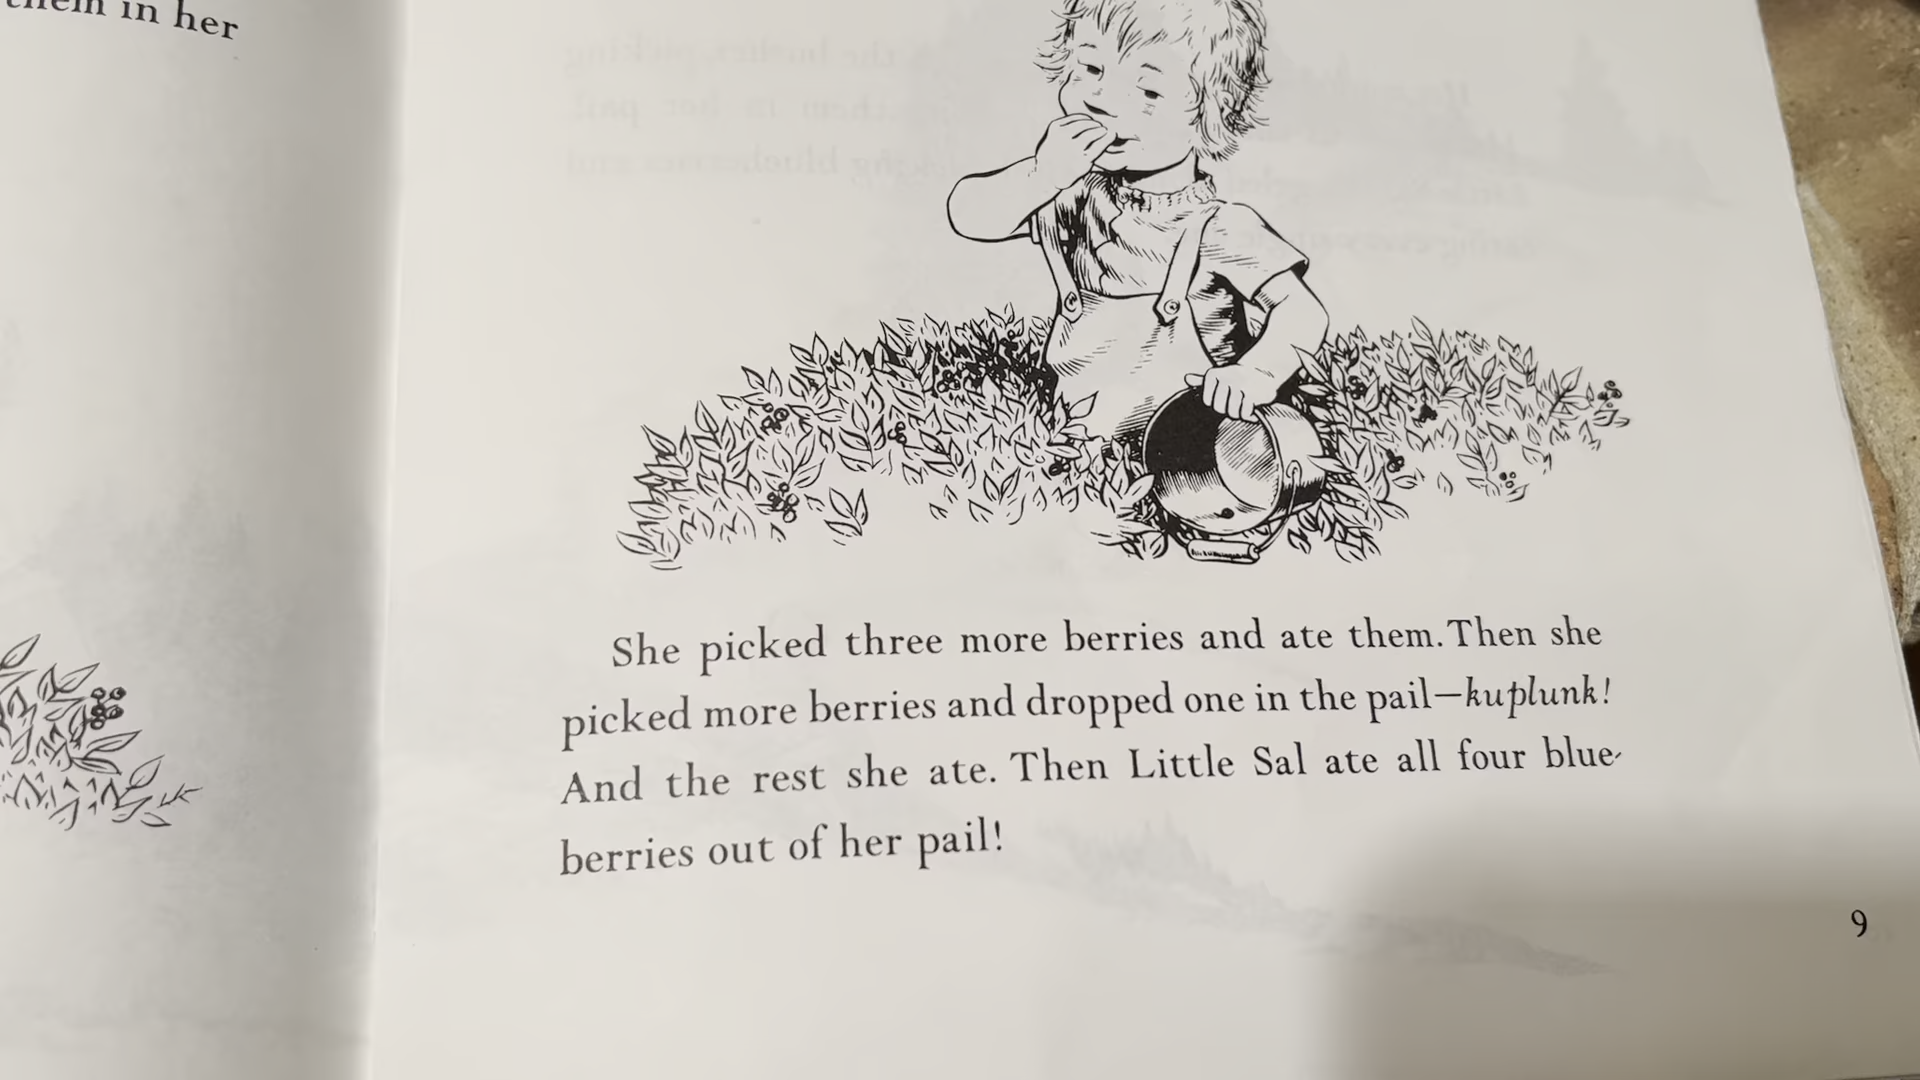 them in her
She picked three more berries and ate them. Then she
picked more berries and dropped one in the pail—kuplunk!
And the rest she ate. Then Little Sal ate all four blue-
berries out of her pail!
9